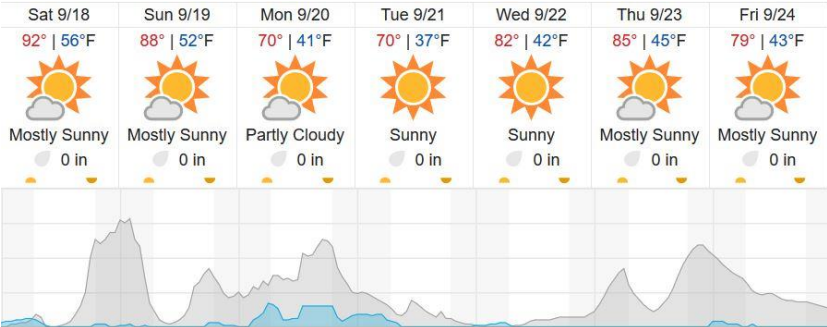 Sat 9/18 Sun 9/19 Mon 9/20 Tue 9/21 Wed 9/22 Thu 9/23 Fri 9/24
92° | 56°F 88° | 52°F 70° | 41°F 70° | 37°F 82° | 42°F 85° | 45°F 79° | 43°F
Mostly Sunny Mostly Sunny Partly Cloudy Sunny Sunny Mostly Sunny Mostly Sunny
0 in 0 in 0 in 0 in 0 in 0 in 0 in